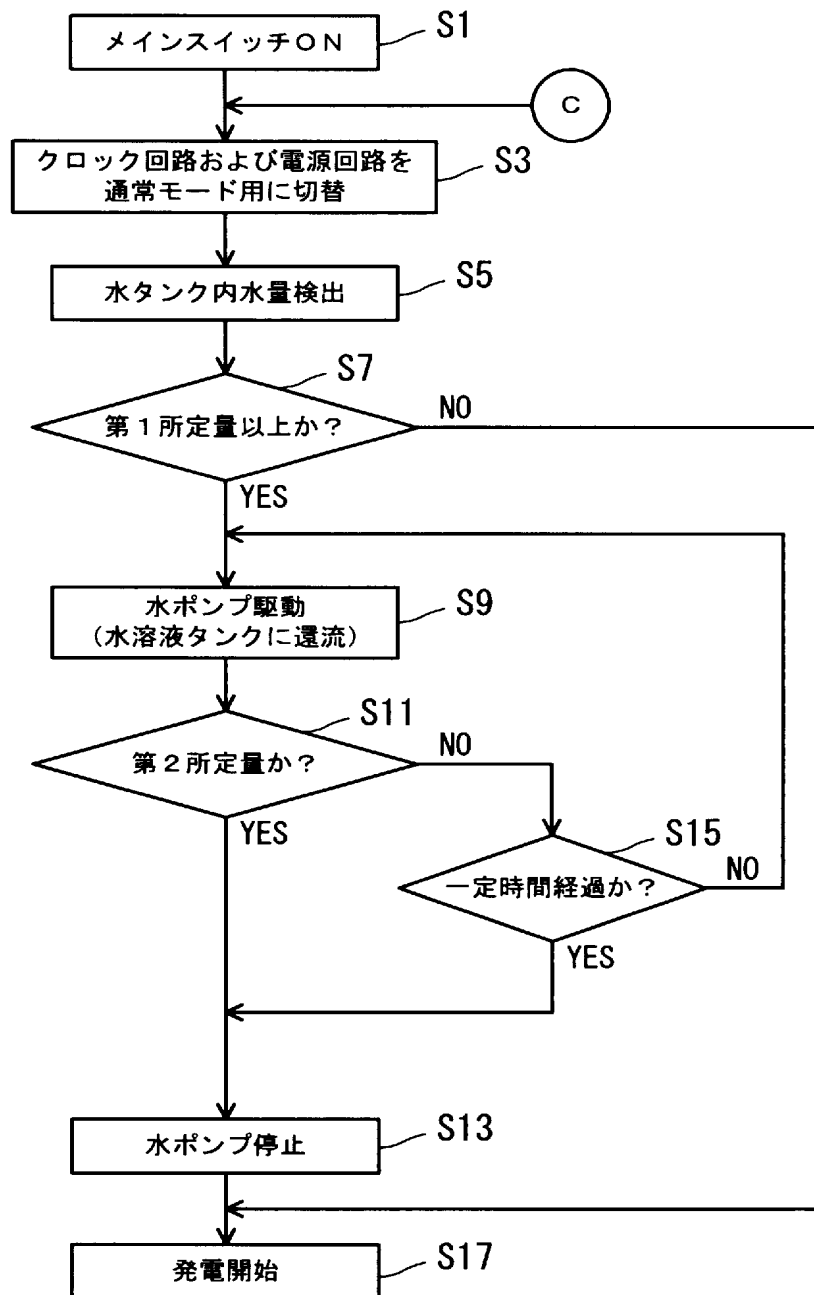 メインスイッチＯＮ
S1
C
クロック回路および電源回路を
通常モード用に切替
S3
水タンク内水量検出
S5
S7
第１所定量以上か？
NO
YES
水ポンプ駆動
（水溶液タンクに還流）
S9
S11
第２所定量か？
NO
YES
S15
一定時間経過か？
NO
YES
水ポンプ停止
S13
発電開始
S17